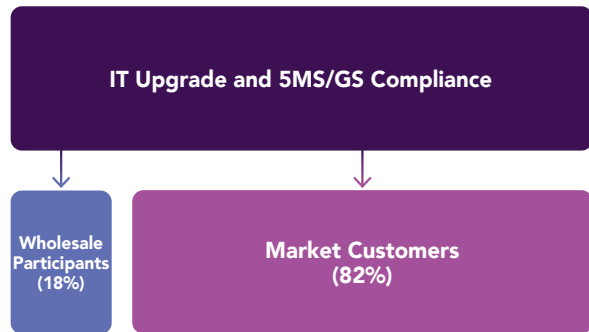 IT Upgrade and 5MS/GS Compliance
Wholesale
Participants
(18%)
Market Customers
(82%)